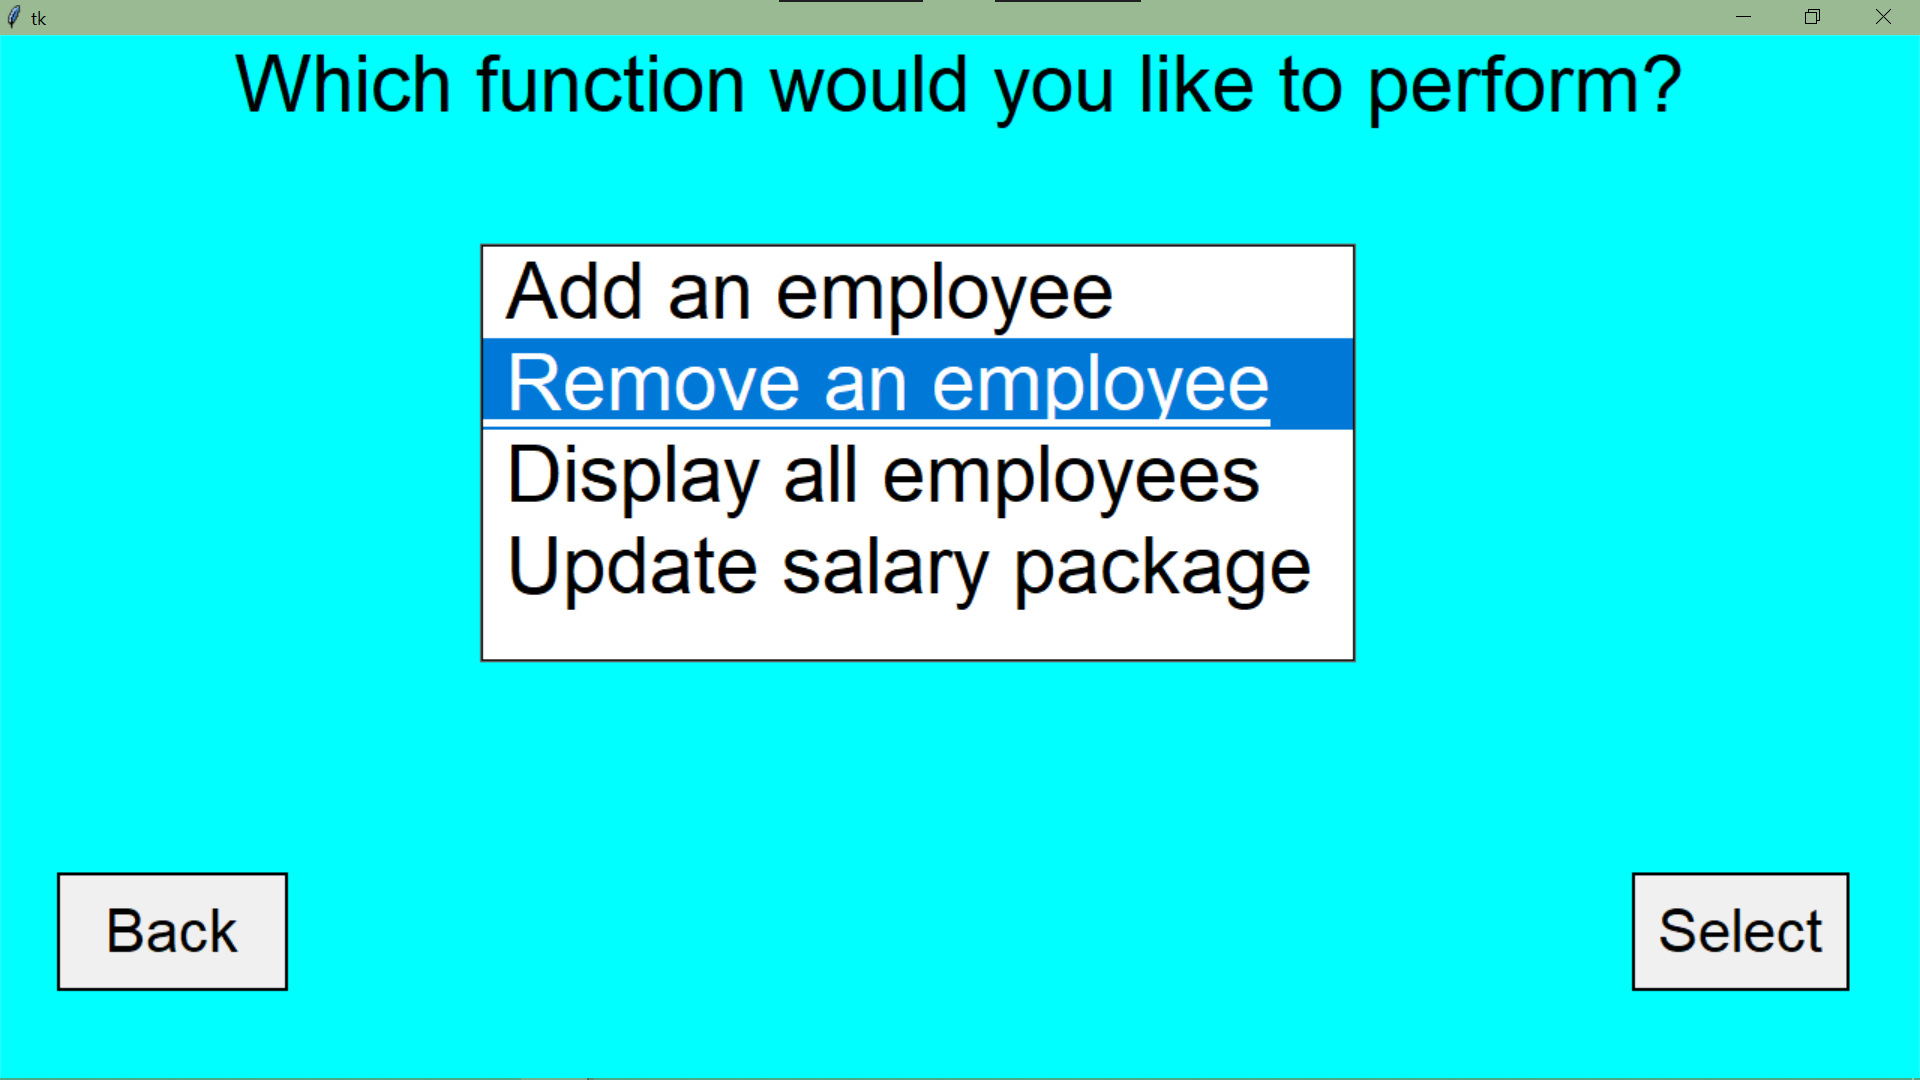 tk
Which function would you like to perform?
Add an employee
Remove an employee
Display all employees
Update salary package
Back
Select